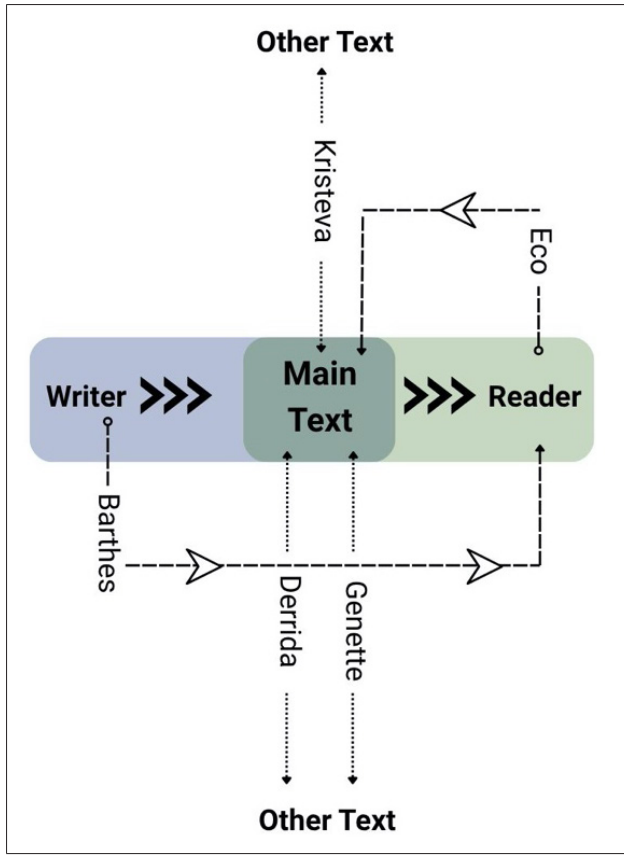 Other Text
Kristeva
Eco
Writer
Main
Text
Reader
Barthes
Derrida
Genette
Other Text